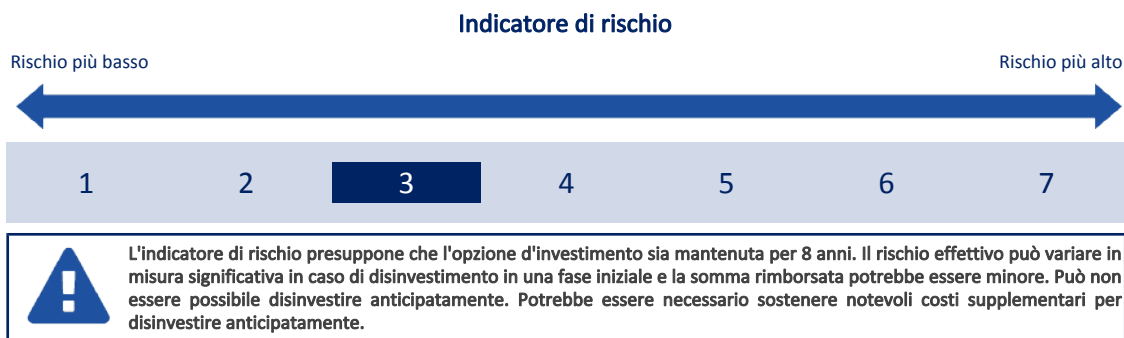 Indicatore di rischio
Rischio più basso
Rischio più alto
1 2 3 4 5 6 7
L'indicatore di rischio presuppone che l'opzione d'investimento sia mantenuta per 8 anni. Il rischio effettivo può variare in
misura significativa in caso di disinvestimento in una fase iniziale e la somma rimborsata potrebbe essere minore. Può non
essere possibile disinvestire anticipatamente. Potrebbe essere necessario sostenere notevoli costi supplementari per
disinvestire anticipatamente.